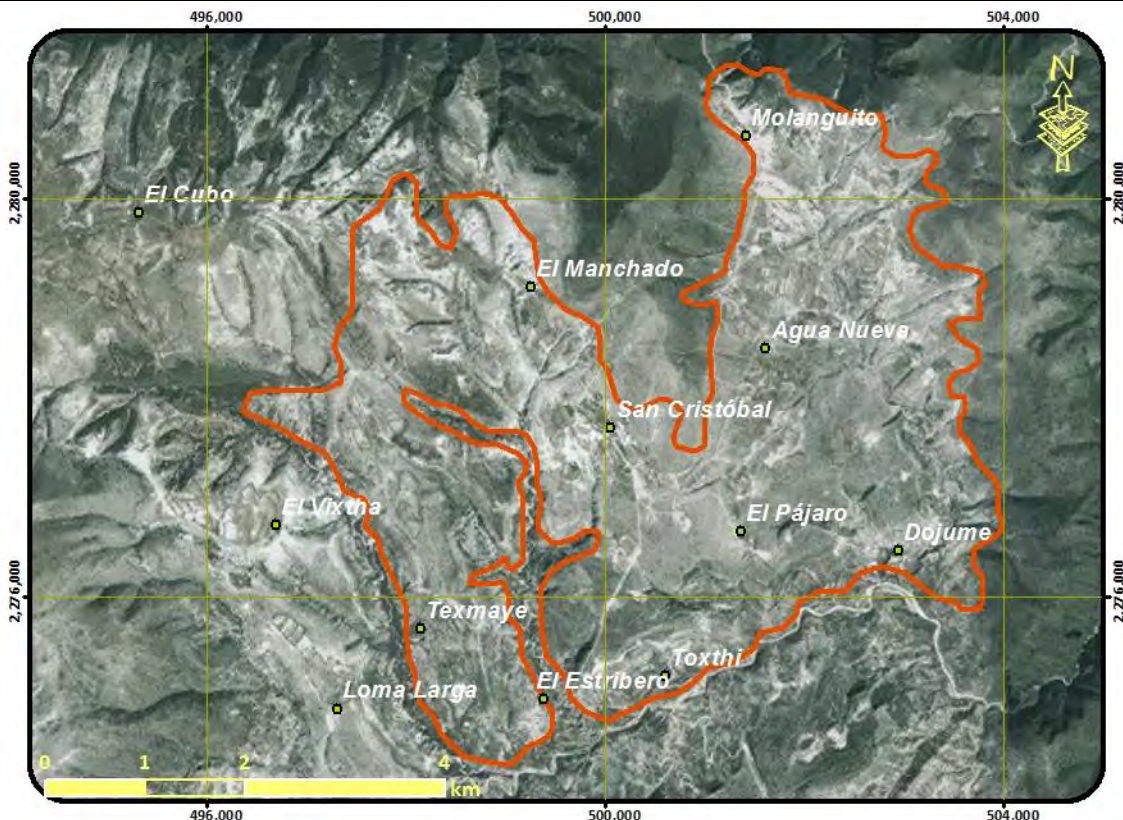 496,000 500,000 504,000
N
Molanguito
El Cubo
2,280,000 2,280,000
El Manchado
Agua Nueva
San Cristóbal
El Vixtha
El Pájaro
Dojume
2,276,000 2,276,000
Texmaye
Toxthi
El Estribero
Loma Larga
0 1 2 4
km
496,000 500,000 504,000